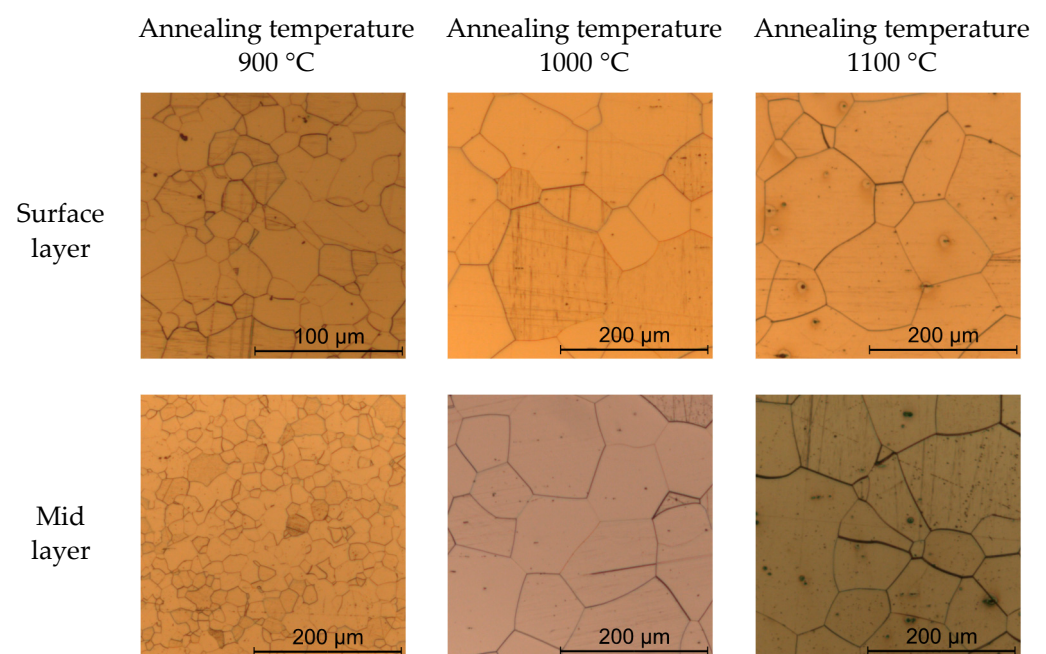 Annealing temperature
900 °C
Annealing temperature
1000 °C
Annealing temperature
1100 °C
Surface
layer
100 µm
200 µm
200 µm
Mid
layer
200 µm
200 µm
200 µm